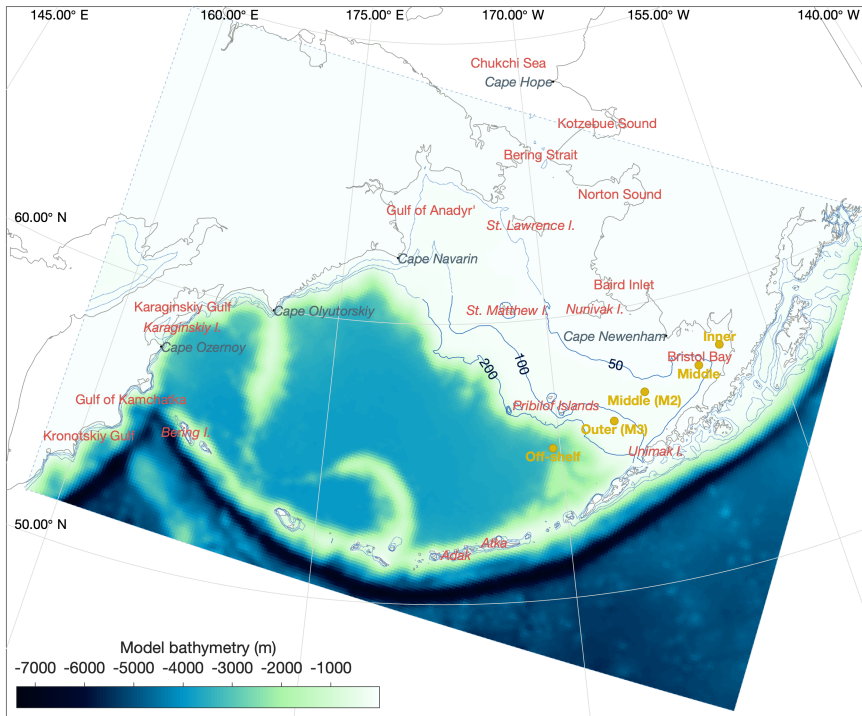 145.00° E
160.00° E
175.00° E
170.00° W
155.00° W
140.00° W
Chukchi Sea
Cape Hope
Kotzebue Sound
Bering Strait
Norton Sound
60.00° N
Gulf of Anadyr'
St. Lawrence I.
Cape Navarin
Baird Inlet
Karaginskiy Gulf
Cape Olyutorskiy
St. Matthew I.
Nunivak I.
Karaginskiy I.
Cape Ozernoy
Cape Newenham
Inner
Bristol Bay
Middle
50
100
200
Gulf of Kamchatka
Middle (M2)
Pribilof Islands
Kronotskiy Gulf
Bering I.
Outer (M3)
Off-shelf
Unimak I.
50.00° N
Atka
Adak
Model bathymetry (m)
-7000 -6000 -5000 -4000 -3000 -2000 -1000